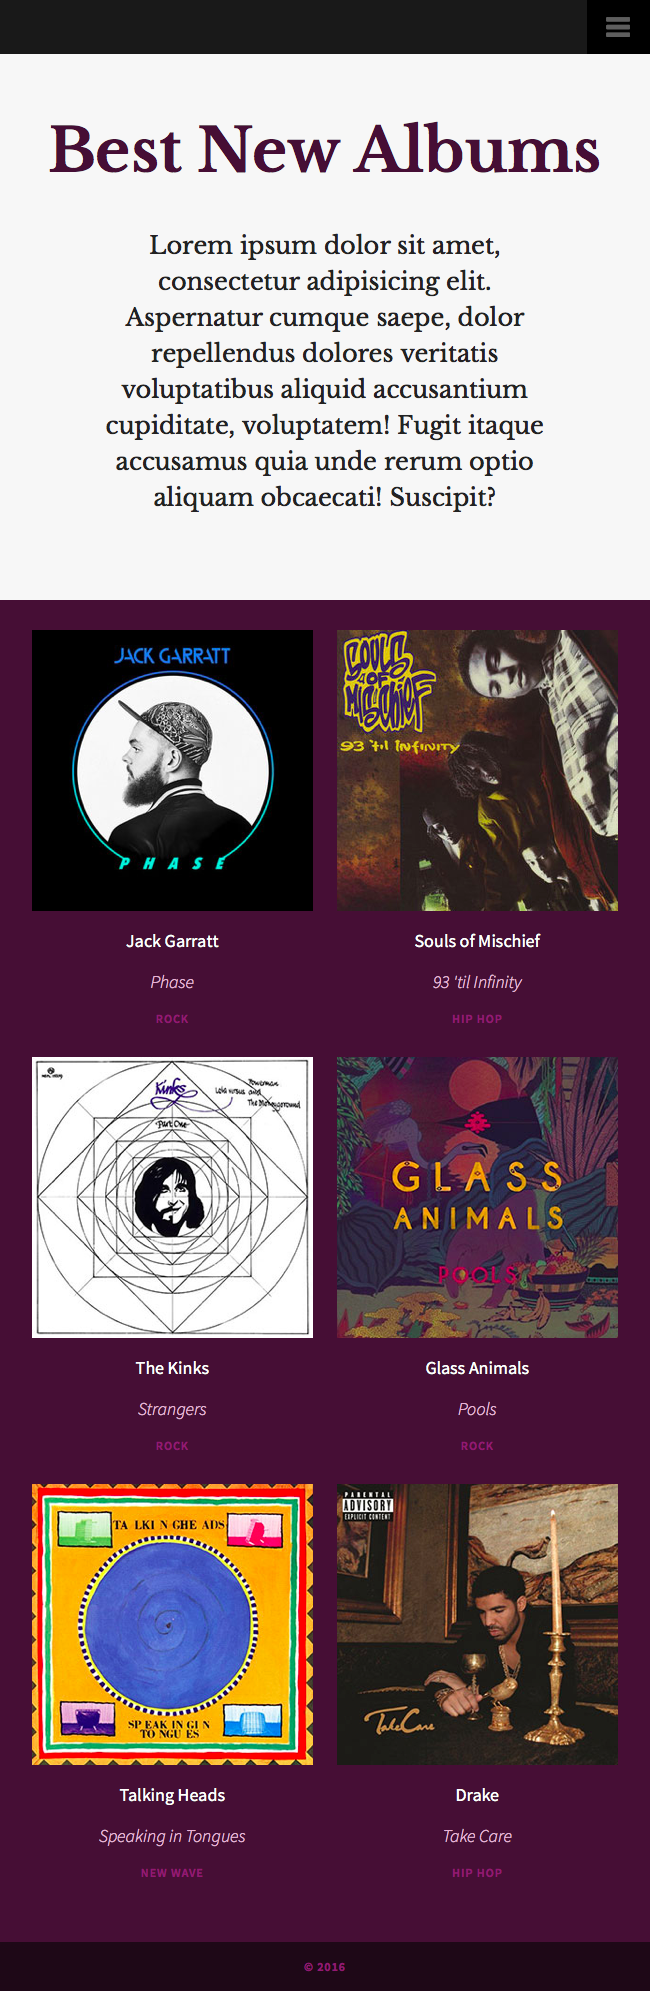 Best New Albums
Lorem ipsum dolor sit amet,
consectetur adipisicing elit.
Aspernatur cumque saepe, dolor
repellendus dolores veritatis
voluptatibus aliquid accusantium
cupiditate, voluptatem! Fugit itaque
accusamus quia unde rerum optio
aliquam obcaecati! Suscipit?
JACK GARRATT
PHASE
SOULS
OF
MISCHIEF
93 'til Infinity
Jack Garratt
Souls of Mischief
Phase
93 'til Infinity
ROCK
HIP HOP
Kinks
Part One
Lola versus
Powerman
and
The Moneygoround
GLASS
ANIMALS
POOLS
The Kinks
Glass Animals
Strangers
Pools
ROCK
ROCK
TA LKI N GHE ADS
SP EAK IN GI N
TO NGU ES
PARENTAL
ADVISORY
EXPLICIT CONTENT
Take Care
Talking Heads
Drake
Speaking in Tongues
Take Care
NEW WAVE
HIP HOP
© 2016